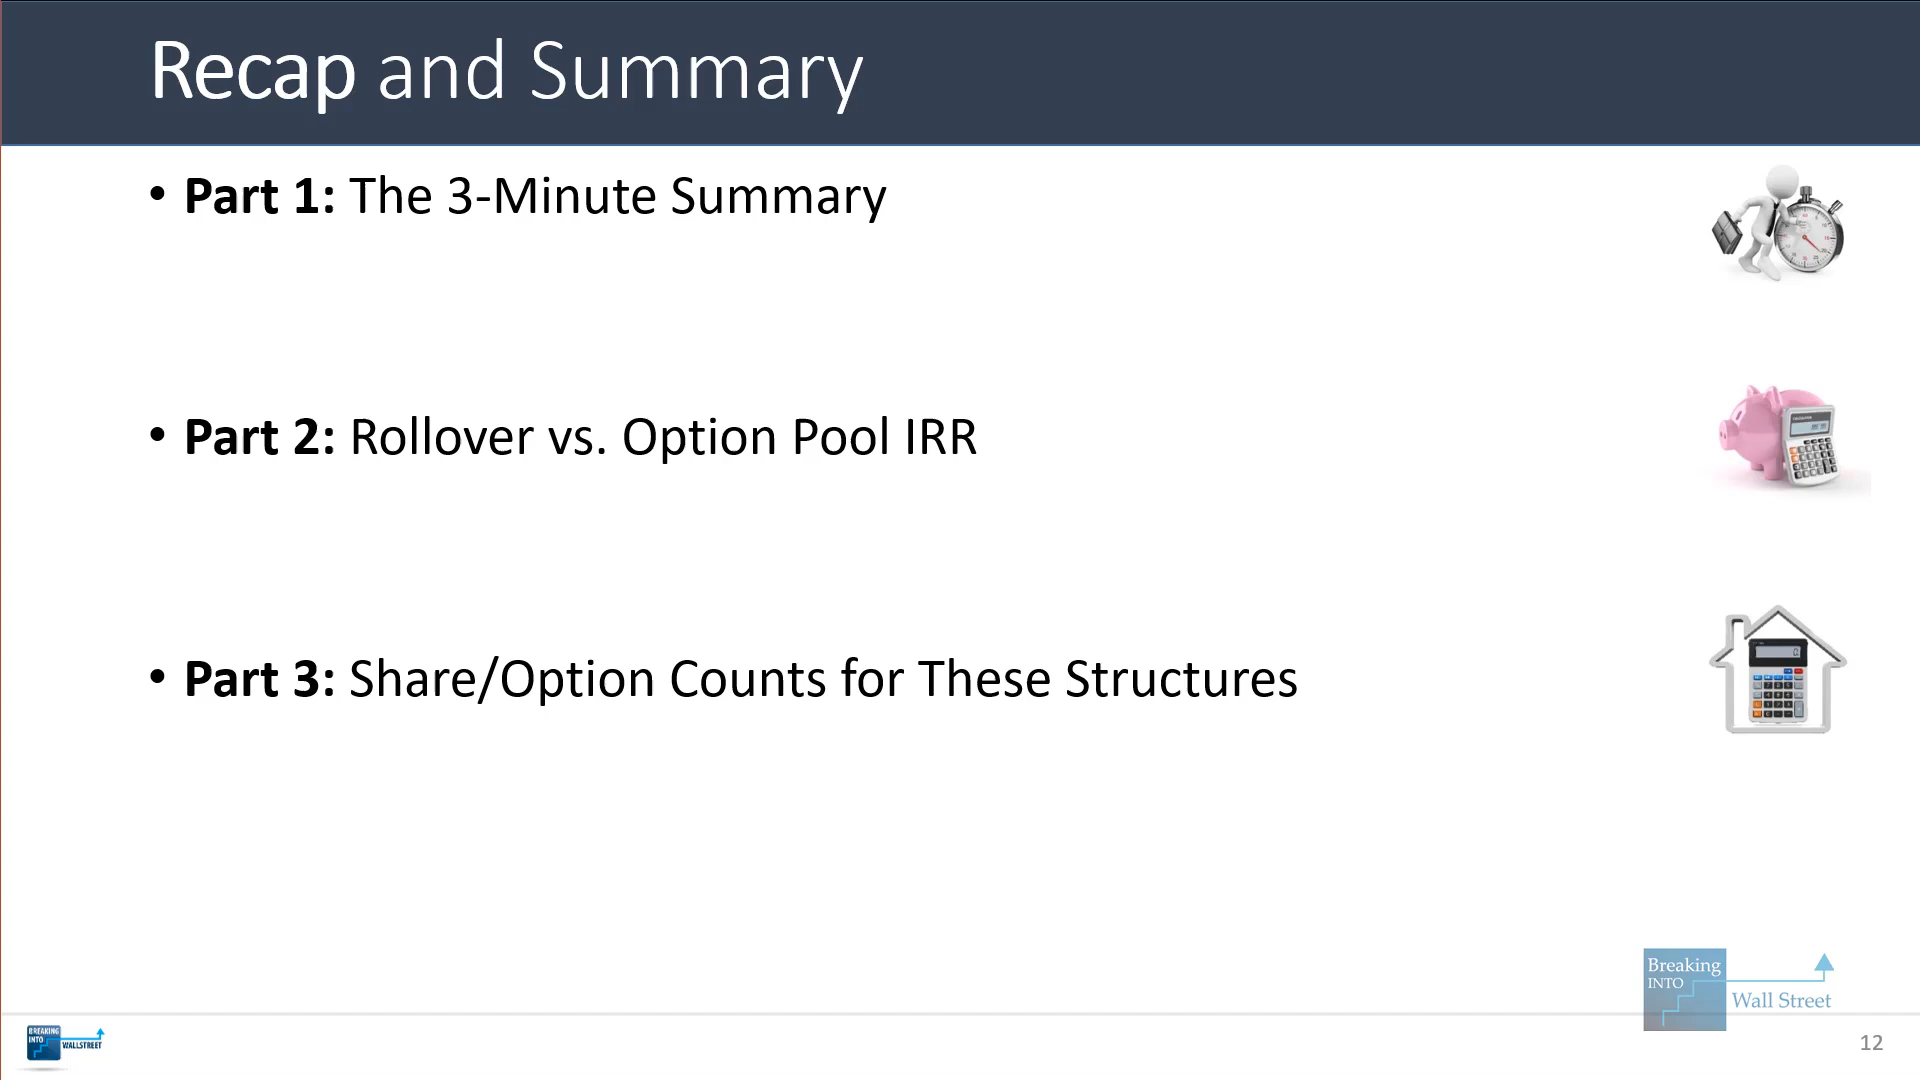 Recap and Summary
• Part 1: The 3-Minute Summary
• Part 2: Rollover vs. Option Pool IRR
• Part 3: Share/Option Counts for These Structures
Breaking
INTO
Wall Street
BREAKING
INTO
WALLSTREET
12